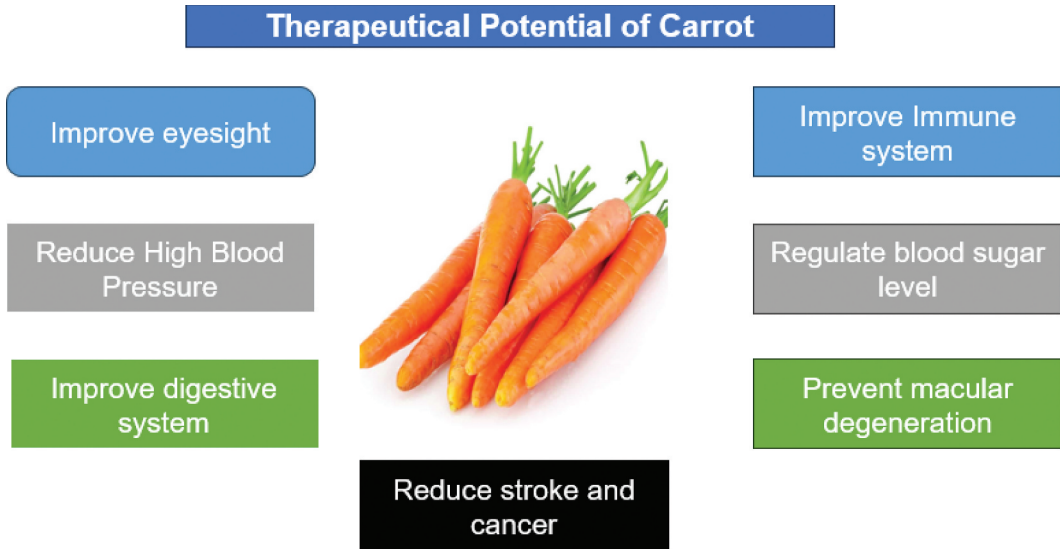 Therapeutical Potential of Carrot
Improve eyesight
Improve Immune
system
Reduce High Blood
Pressure
Regulate blood sugar
level
Improve digestive
system
Prevent macular
degeneration
Reduce stroke and
cancer